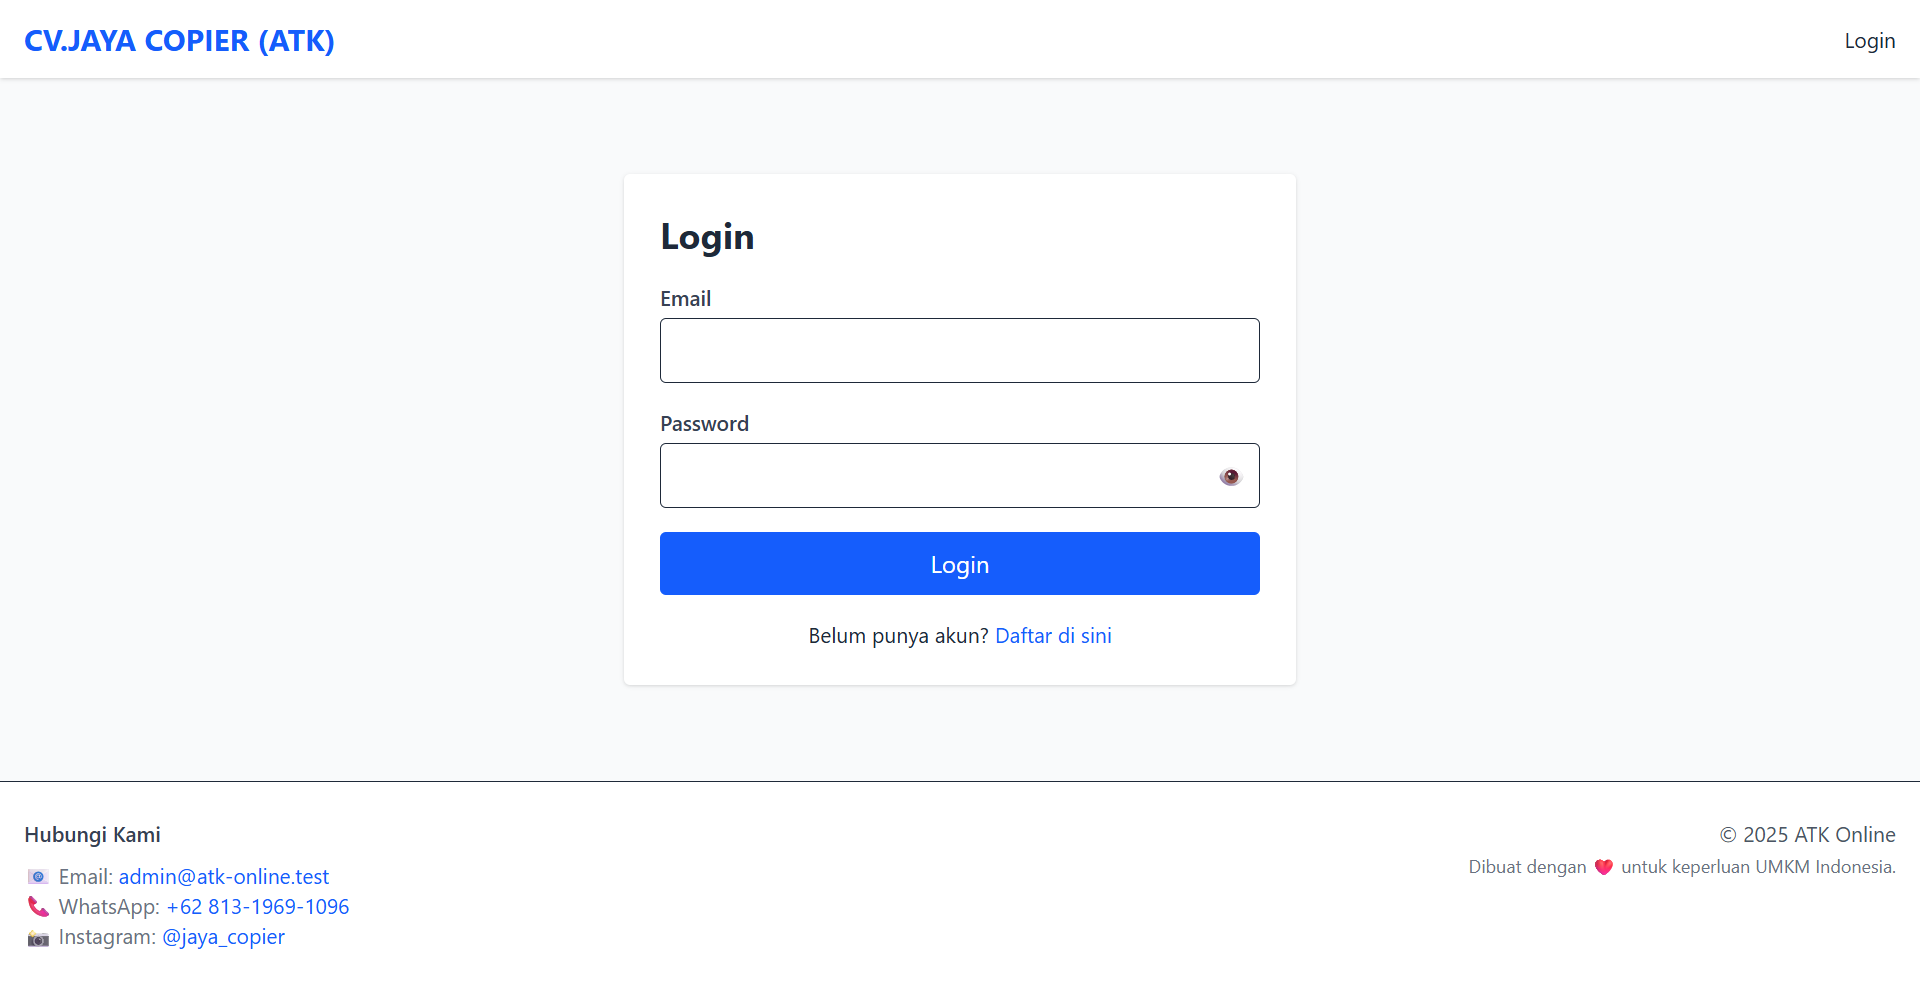 CV.JAYA COPIER (ATK)
Login
Login
Email
Password
Login
Belum punya akun? Daftar di sini
Hubungi Kami
📧 Email: admin@atk-online.test
📞 WhatsApp: +62 813-1969-1096
📷 Instagram: @jaya_copier
© 2025 ATK Online
Dibuat dengan ❤️ untuk keperluan UMKM Indonesia.